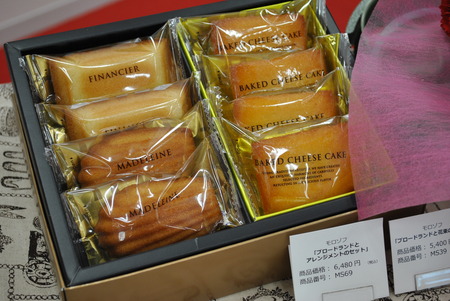 FINANCIER
FINANCIER
MADELEINE
MADELEINE
BAKED CHEESE CAKE
BAKED CHEESE CAKE
BAKED CHEESE CAKE
BAKED CHEESE CAKE
モロゾフ
「ブロードランドと
アレンジメントのセット」
商品価格： 6,480 円
商品番号： MS69
モロゾフ
「ブロードランドと花束の
商品価格： 5,400
商品番号： MS39